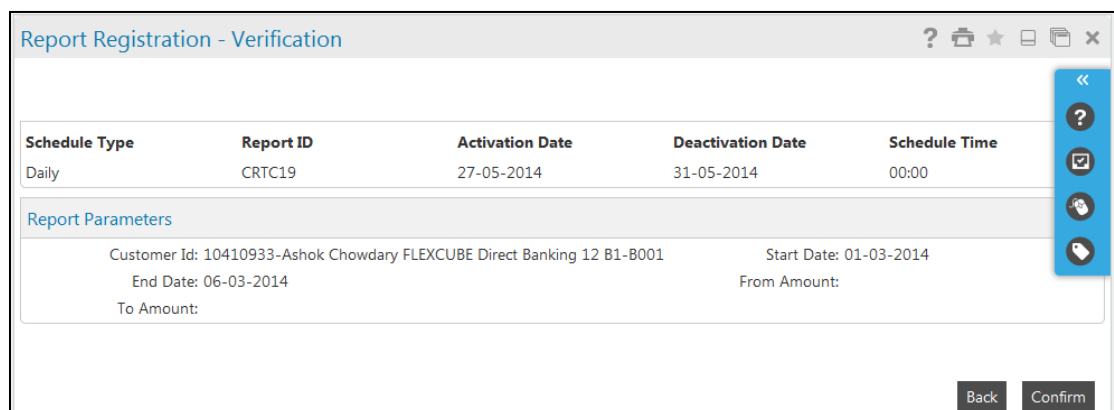 Report Registration - Verification
Schedule Type Report ID Activation Date Deactivation Date Schedule Time
Daily CRTC19 27-05-2014 31-05-2014 00:00
Report Parameters
Customer Id: 10410933-Ashok Chowdary FLEXCUBE Direct Banking 12 B1-B001 Start Date: 01-03-2014
End Date: 06-03-2014 From Amount:
To Amount:
Back Confirm